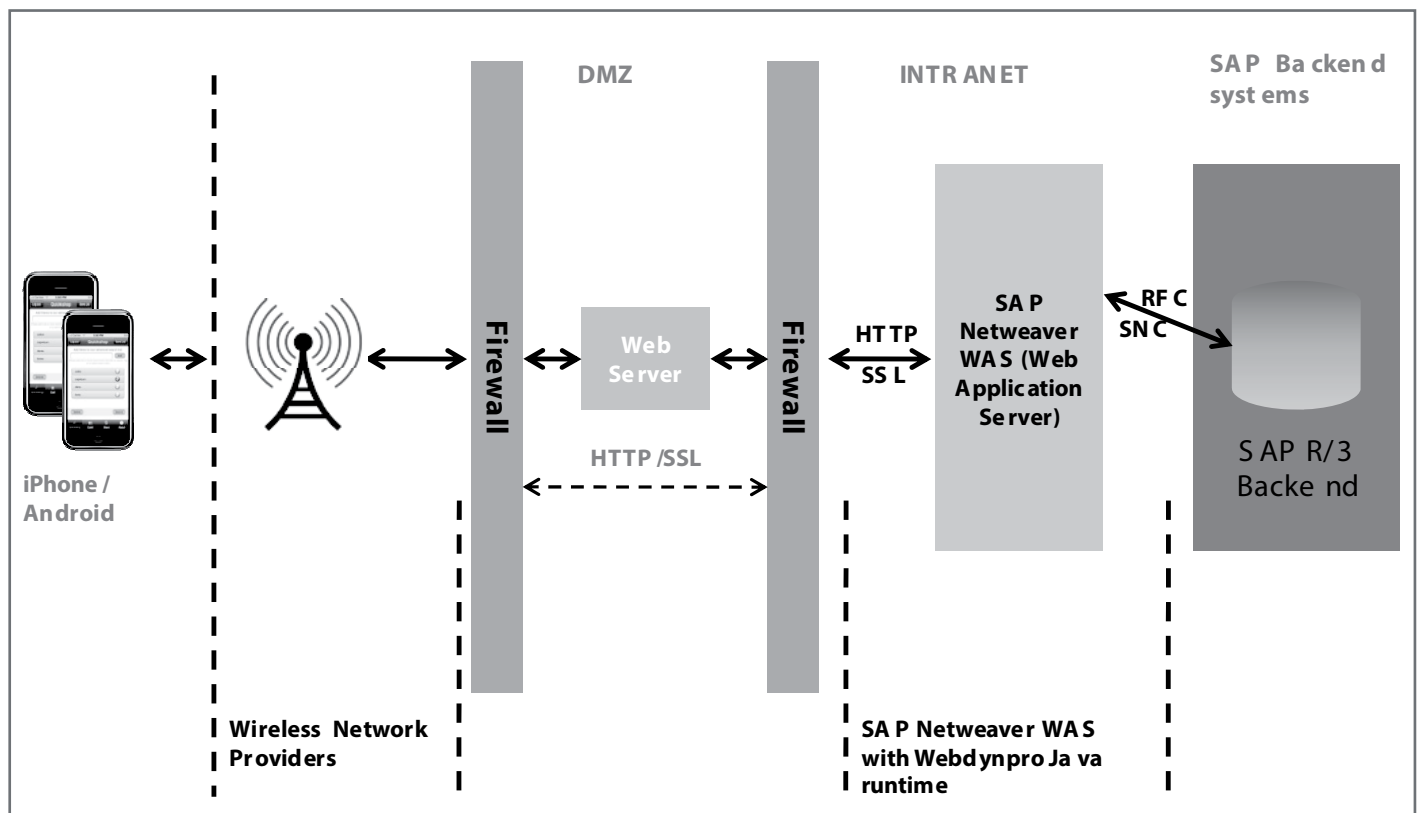 DMZ
INTRANET
SAP Backend
systems
iPhone /
Android
Firewall
Web
Server
HTTP /SSL
Firewall
HTTP
SSL
SAP
Netweaver
WAS (Web
Application
Server)
RFC
SNC
SAP R/3
Backend
Wireless Network
Providers
SAP Netweaver WAS
with Webdynpro Java
runtime